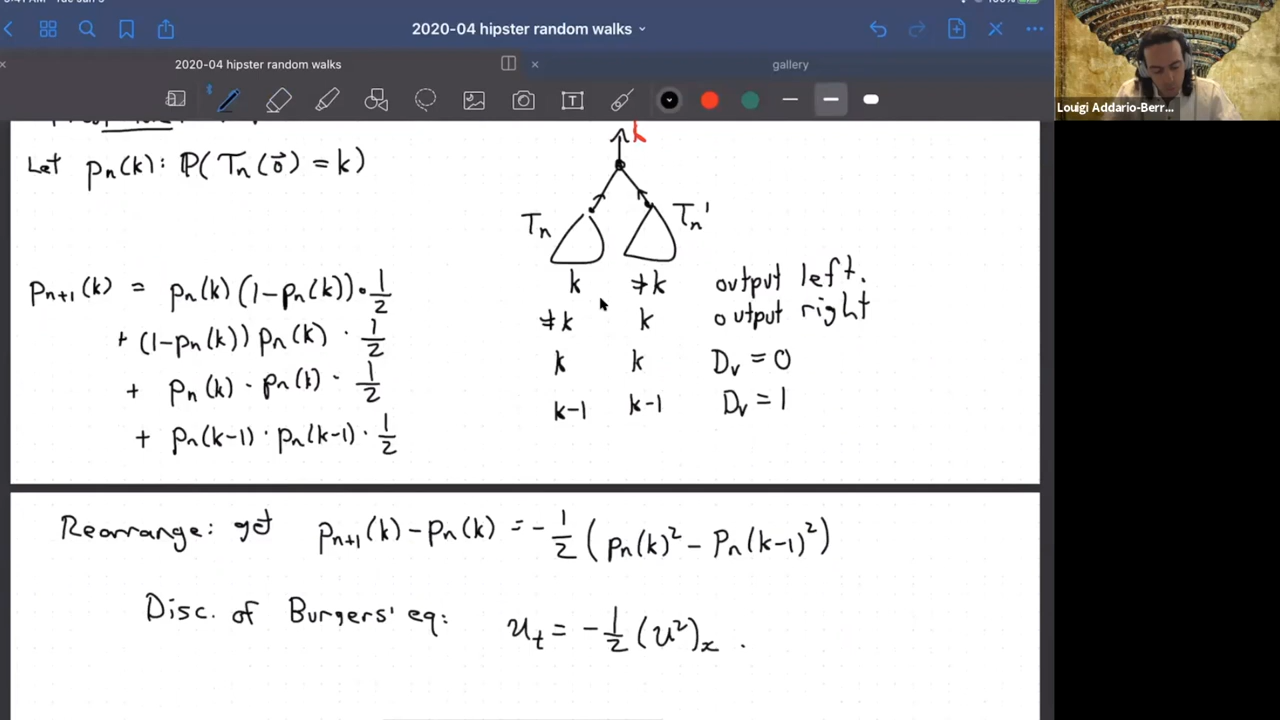 2020-04 hipster random walks
2020-04 hipster random walks
gallery
Louigi Addario-Berr...
k
Let pₙ(k): ℙ(Tₙ(0⃗) = k)
Tₙ Tₙ'
pₙ₊₁(k) = pₙ(k)(1-pₙ(k))·1/2
k ≠k output left.
+ (1-pₙ(k)) pₙ(k) · 1/2
≠k k output right
+ pₙ(k) · pₙ(k) · 1/2
k k Dᵥ = 0
+ pₙ(k-1) · pₙ(k-1) · 1/2
k-1 k-1 Dᵥ = 1
Rearrange: get pₙ₊₁(k) - pₙ(k) = -1/2 (pₙ(k)² - pₙ(k-1)²)
Disc. of Burgers' eq: uₜ = -1/2 (u²)ₓ .